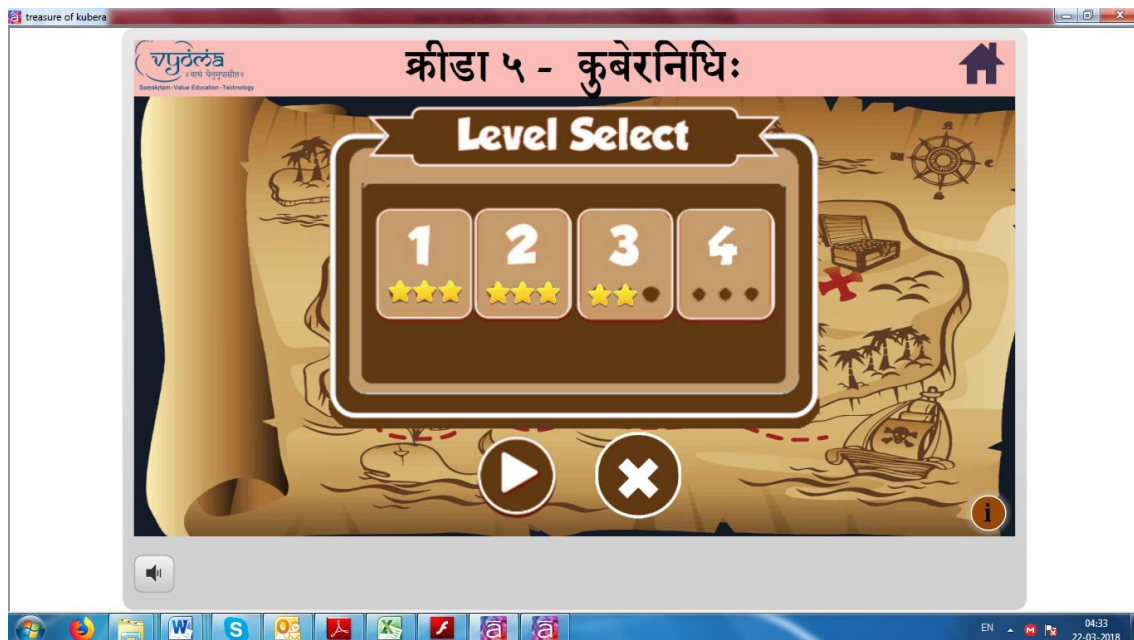 treasure of kubera
vyoma
॥ वाचं धेनुमुपासीत॥
Samskrtam - Value Education - Technology
क्रीडा ५ - कुबेरनिधिः
Level Select
1 2 3 4
i
EN
04:33
22-03-2018